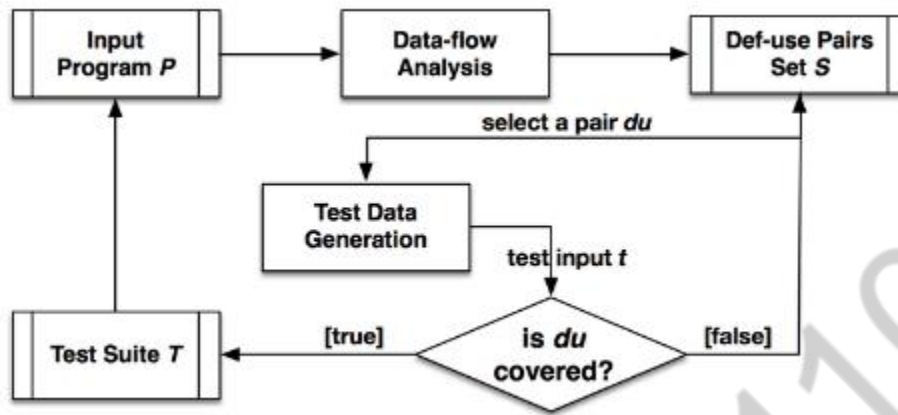 Input
Program P
Data-flow
Analysis
Def-use Pairs
Set S
select a pair du
Test Data
Generation
test input t
Test Suite T
[true]
is du
covered?
[false]
110